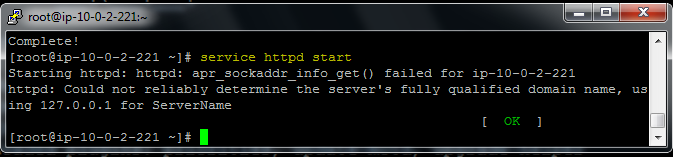 root@ip-10-0-2-221:~
Complete!
[root@ip-10-0-2-221 ~]# service httpd start
Starting httpd: httpd: apr_sockaddr_info_get() failed for ip-10-0-2-221
httpd: Could not reliably determine the server's fully qualified domain name, us
ing 127.0.0.1 for ServerName
[  OK  ]
[root@ip-10-0-2-221 ~]#